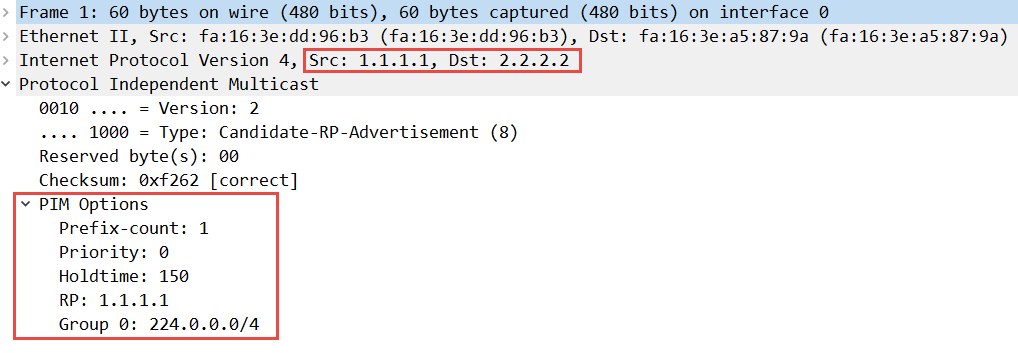 Frame 1: 60 bytes on wire (480 bits), 60 bytes captured (480 bits) on interface 0
Ethernet II, Src: fa:16:3e:dd:96:b3 (fa:16:3e:dd:96:b3), Dst: fa:16:3e:a5:87:9a (fa:16:3e:a5:87:9a)
Internet Protocol Version 4, Src: 1.1.1.1, Dst: 2.2.2.2
Protocol Independent Multicast
0010 .... = Version: 2
.... 1000 = Type: Candidate-RP-Advertisement (8)
Reserved byte(s): 00
Checksum: 0xf262 [correct]
PIM Options
Prefix-count: 1
Priority: 0
Holdtime: 150
RP: 1.1.1.1
Group 0: 224.0.0.0/4